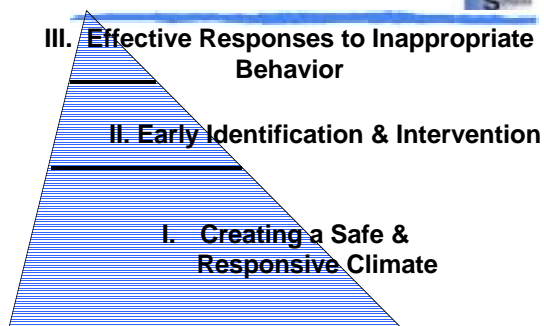 S
III. Effective Responses to Inappropriate
Behavior
II. Early Identification & Intervention
I. Creating a Safe &
Responsive Climate